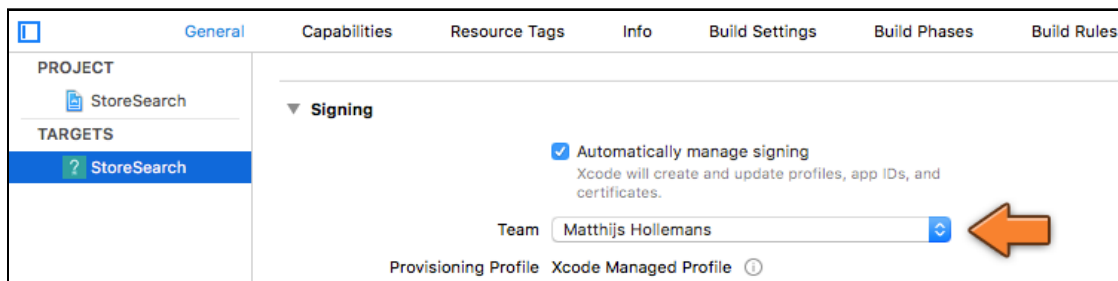 General Capabilities Resource Tags Info Build Settings Build Phases Build Rules
PROJECT
StoreSearch
Signing
TARGETS
Automatically manage signing
? StoreSearch
Xcode will create and update profiles, app IDs, and
certificates.
Team Matthijs Hollemans
Provisioning Profile Xcode Managed Profile